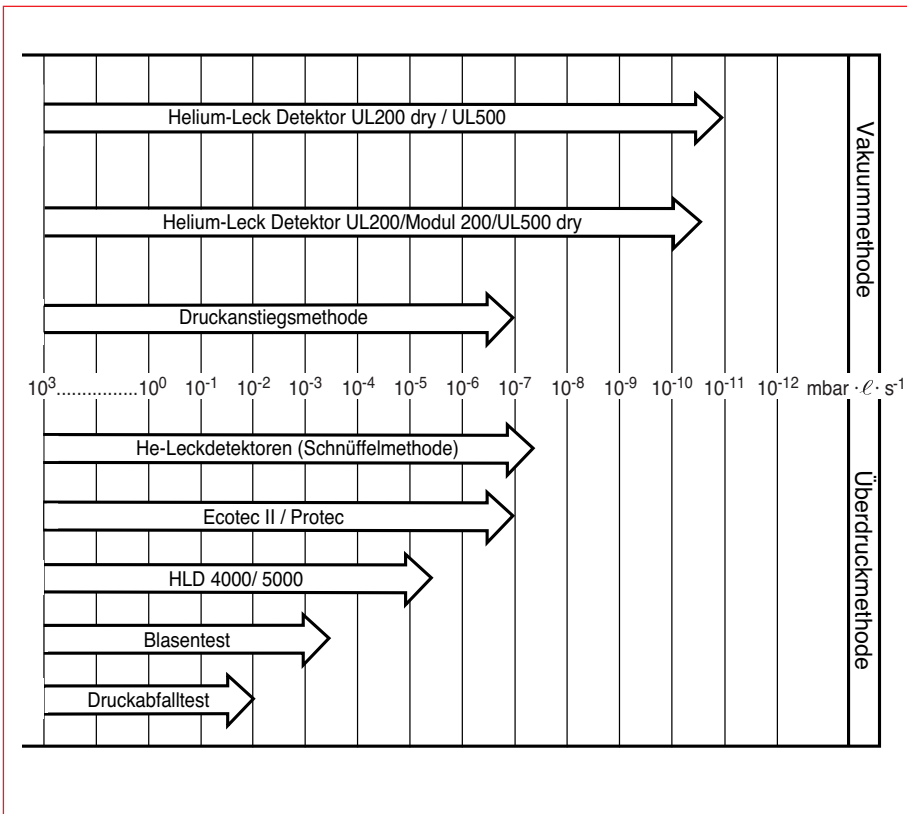 Helium-Leck Detektor UL200 dry / UL500
Helium-Leck Detektor UL200/Modul 200/UL500 dry
Druckanstiegsmethode
Vakuummethode
10³ ................ 10⁰ 10⁻¹ 10⁻² 10⁻³ 10⁻⁴ 10⁻⁵ 10⁻⁶ 10⁻⁷ 10⁻⁸ 10⁻⁹ 10⁻¹⁰ 10⁻¹¹ 10⁻¹² mbar · ℓ · s⁻¹
He-Leckdetektoren (Schnüffelmethode)
Ecotec II / Protec
HLD 4000/ 5000
Blasentest
Druckabfalltest
Überdruckmethode